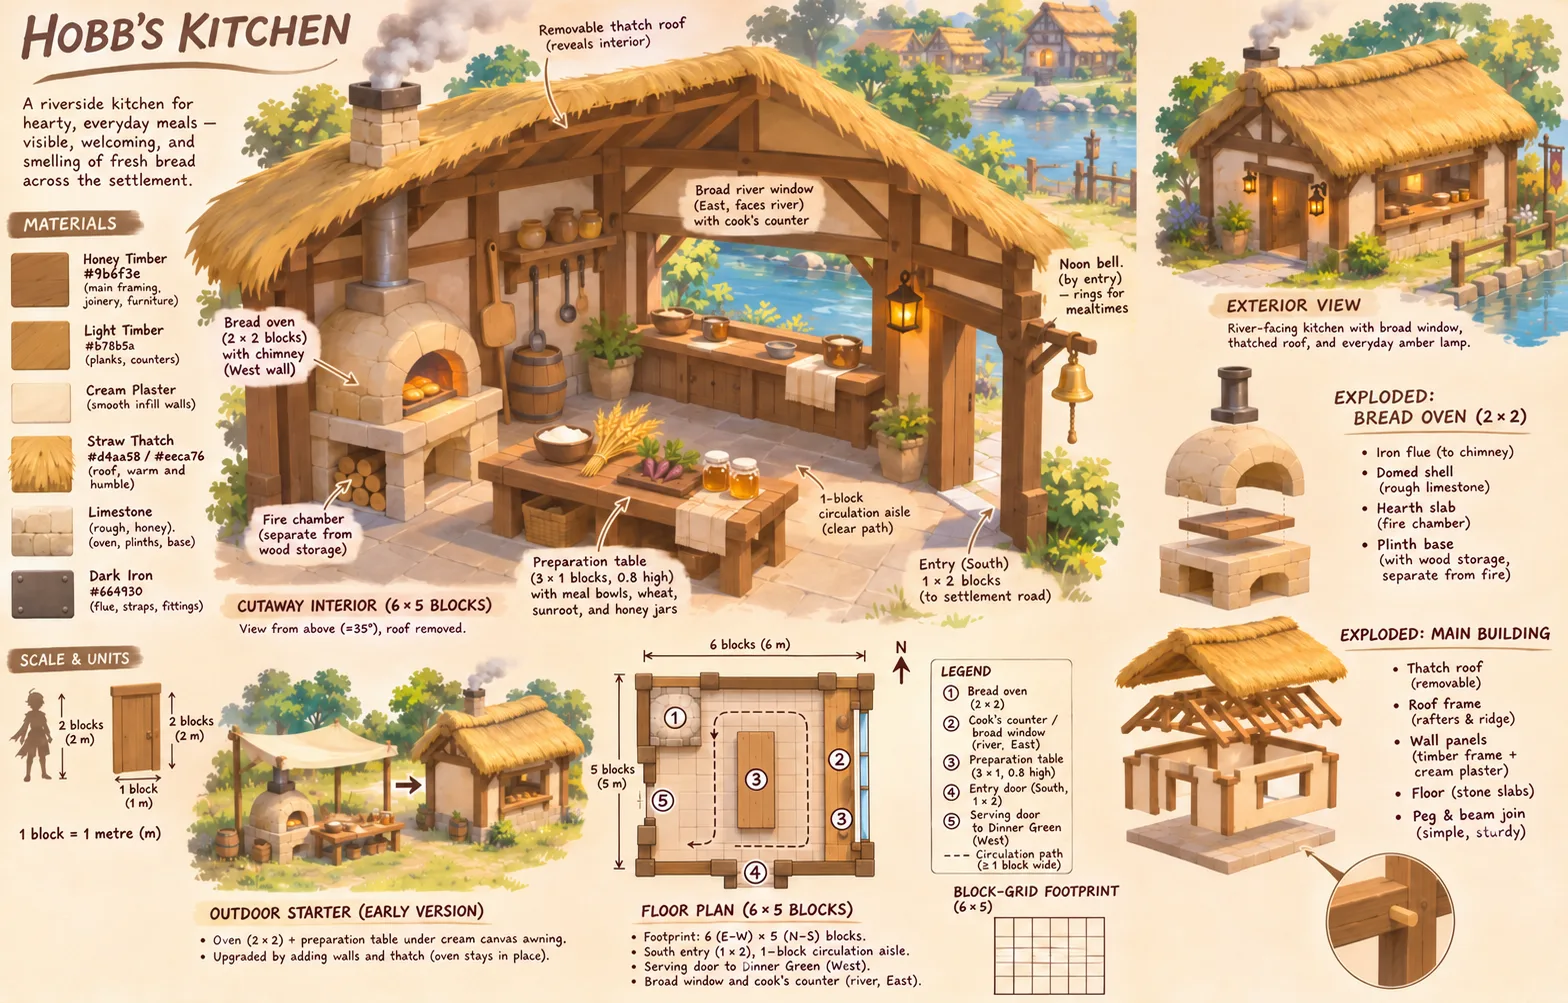 HOBB'S KITCHEN
A riverside kitchen for
hearty, everyday meals —
visible, welcoming, and
smelling of fresh bread
across the settlement.
MATERIALS
Honey Timber
#9b6f3e
(main framing,
joinery, furniture)
Light Timber
#b78b5a
(planks, counters)
Cream Plaster
(smooth infill walls)
Straw Thatch
#d4aa58 / #eeca76
(roof, warm and
humble)
Limestone
(rough, honey).
(oven, plinths, base)
Dark Iron
#664930
(flue, straps, fittings)
Removable thatch roof
(reveals interior)
Broad river window
(East, faces river)
with cook's counter
Noon bell.
(by entry)
– rings for
mealtimes
Bread oven
(2 × 2 blocks)
with chimney
(West wall)
Fire chamber
(separate from
wood storage)
Preparation table
(3 × 1 blocks, 0.8 high)
with meal bowls, wheat,
sunroot, and honey jars
1-block
circulation aisle
(clear path)
Entry (South)
1 × 2 blocks
(to settlement road)
CUTAWAY INTERIOR (6 × 5 BLOCKS)
View from above (=35°), roof removed.
EXTERIOR VIEW
River-facing kitchen with broad window,
thatched roof, and everyday amber lamp.
EXPLODED:
BREAD OVEN (2 × 2)
• Iron flue (to chimney)
• Domed shell
(rough limestone)
• Hearth slab
(fire chamber)
• Plinth base
(with wood storage,
separate from fire)
EXPLODED: MAIN BUILDING
• Thatch roof
(removable)
• Roof frame
(rafters & ridge)
• Wall panels
(timber frame +
cream plaster)
• Floor (stone slabs)
• Peg & beam join
(simple, sturdy)
SCALE & UNITS
2 blocks
(2 m)
2 blocks
(2 m)
1 block
(1 m)
1 block = 1 metre (m)
OUTDOOR STARTER (EARLY VERSION)
• Oven (2 × 2) + preparation table under cream canvas awning.
• Upgraded by adding walls and thatch (oven stays in place).
6 blocks (6 m)
N
5 blocks
(5 m)
1
2
3
3
5
4
FLOOR PLAN (6 × 5 BLOCKS)
• Footprint: 6 (E-W) × 5 (N-S) blocks.
• South entry (1 × 2), 1-block circulation aisle.
• Serving door to Dinner Green (West).
• Broad window and cook's counter (river, East).
LEGEND
1 Bread oven
(2 × 2)
2 Cook's counter /
broad window
(river, East)
3 Preparation table
(3 × 1, 0.8 high)
4 Entry door (South,
1 × 2)
5 Serving door
to Dinner Green
(West)
--- Circulation path
(≥ 1 block wide)
BLOCK-GRID FOOTPRINT
(6 × 5)